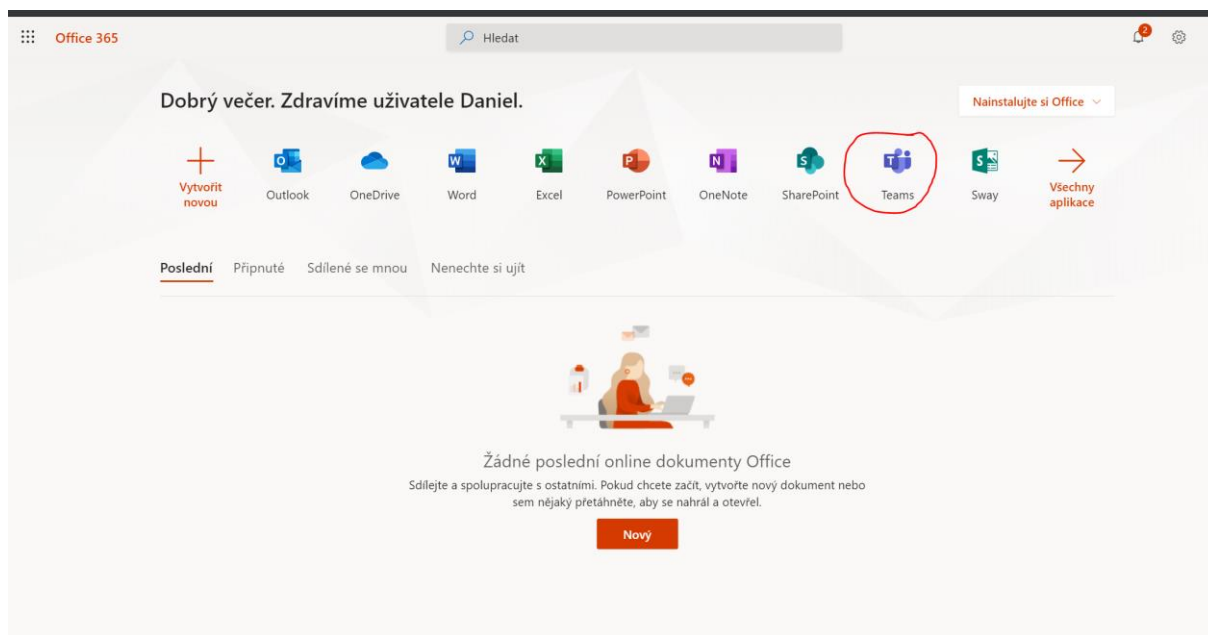 Office 365
Hledat
2
Dobrý večer. Zdravíme uživatele Daniel.
Nainstalujte si Office
Vytvořit
novou
Outlook
OneDrive
Word
Excel
PowerPoint
OneNote
SharePoint
Teams
Sway
Všechny
aplikace
Poslední
Připnuté
Sdílené se mnou
Nenechte si ujít
Žádné poslední online dokumenty Office
Sdílejte a spolupracujte s ostatními. Pokud chcete začít, vytvořte nový dokument nebo
sem nějaký přetáhněte, aby se nahrál a otevřel.
Nový